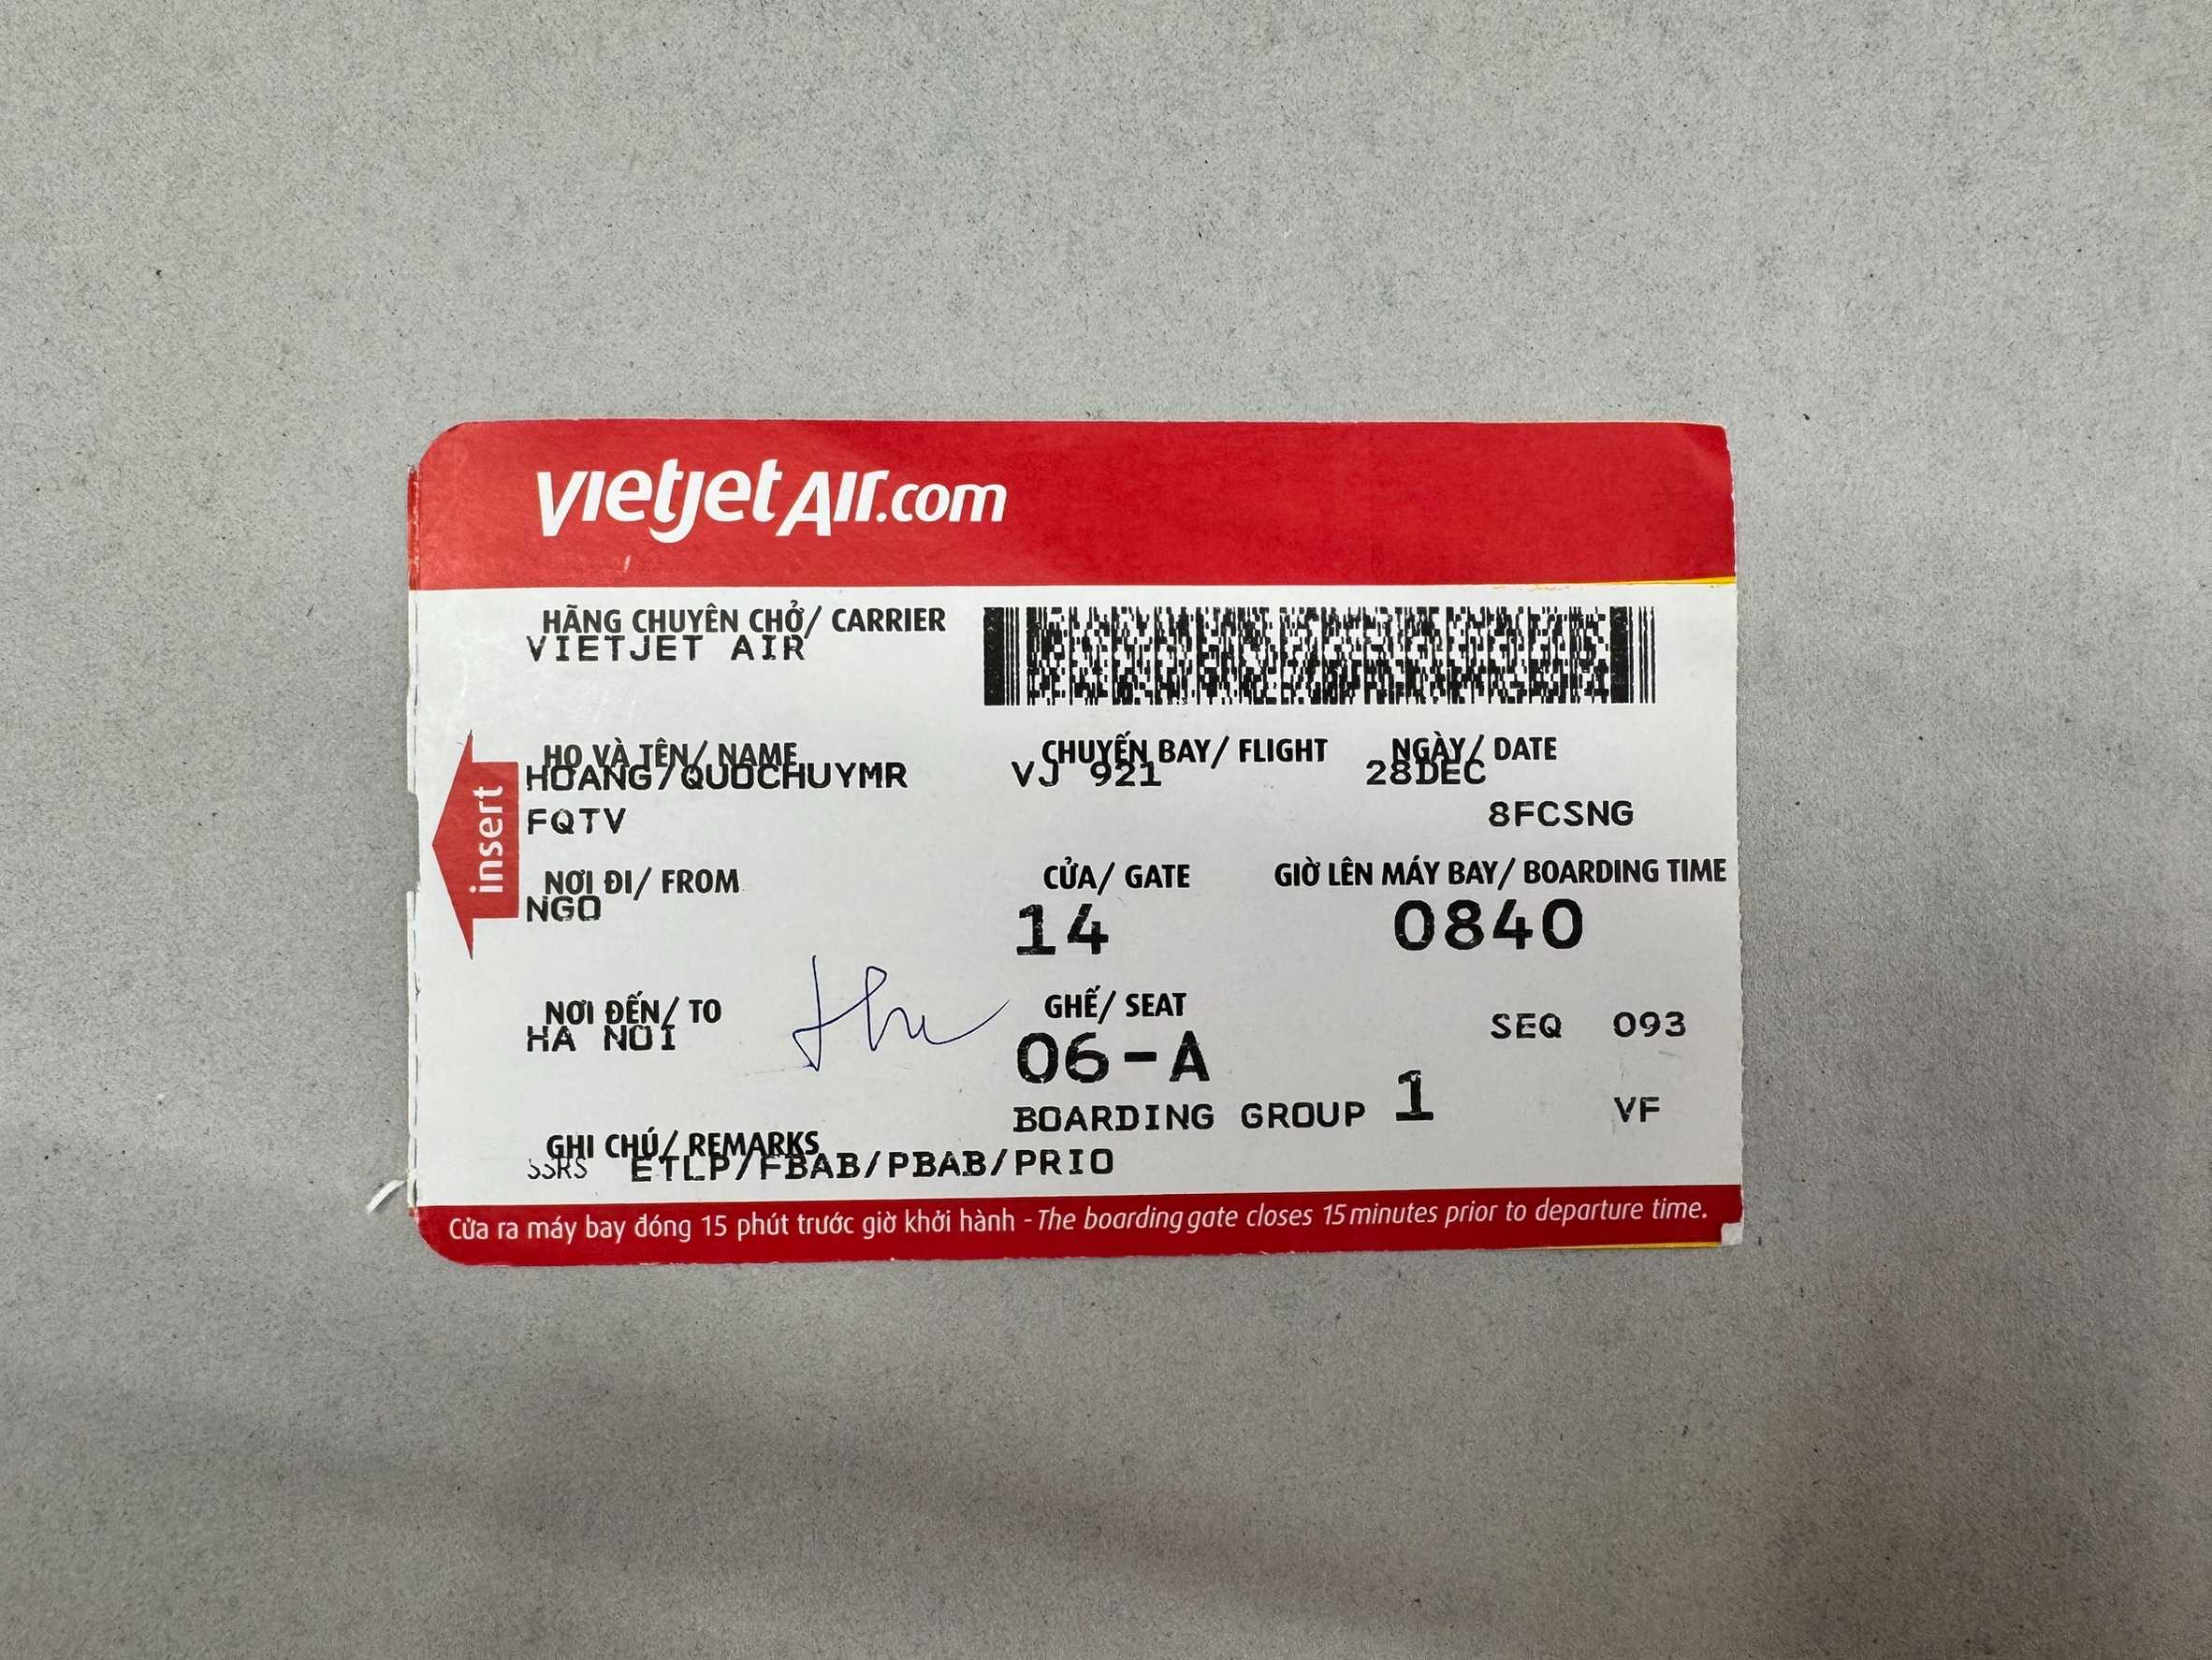 vietjetAir.com
HÃNG CHUYÊN CHỞ/ CARRIER
VIETJET AIR
HỌ VÀ TÊN/ NAME
HOANG/QUOCHUYMR
CHUYẾN BAY/ FLIGHT
VJ 921
NGÀY/ DATE
28DEC
FQTV
8FCSNG
insert
NƠI ĐI/ FROM
NGO
CỬA/ GATE
14
GIỜ LÊN MÁY BAY/ BOARDING TIME
0840
NƠI ĐẾN/ TO
HA NOI
GHẾ/ SEAT
06-A
SEQ 093
BOARDING GROUP 1
VF
GHI CHÚ/ REMARKS
SSRS ETLP/FBAB/PBAB/PRIO
Cửa ra máy bay đóng 15 phút trước giờ khởi hành - The boarding gate closes 15 minutes prior to departure time.